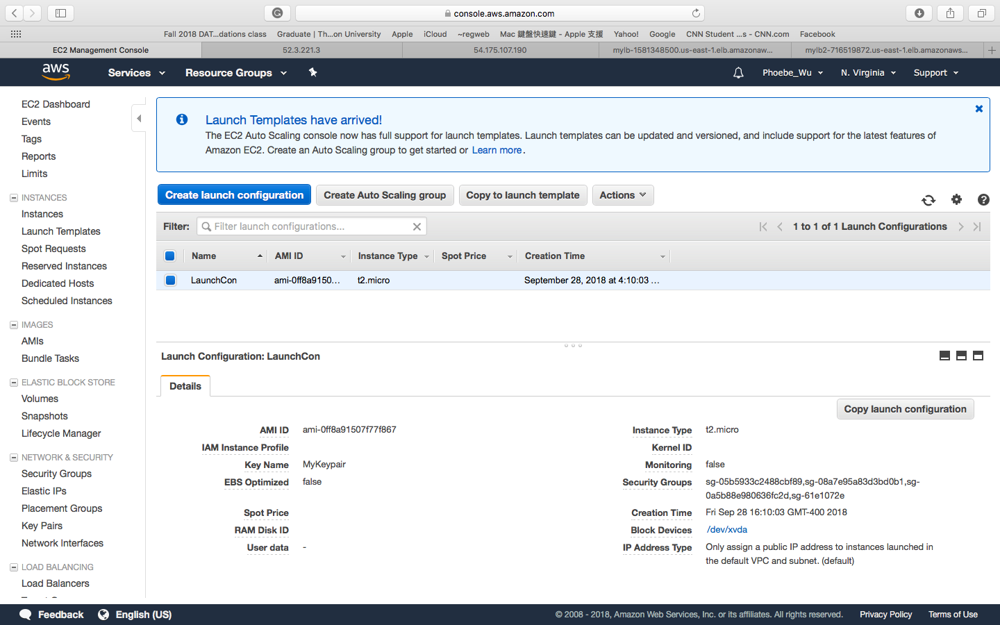 console.aws.amazon.com
Fall 2018 DAT...dations class Graduate | Th...on University Apple iCloud ~regweb Mac 鍵盤快速鍵 - Apple 支援 Yahoo! Google CNN Student ...s - CNN.com Facebook
EC2 Management Console 52.3.221.3 54.175.107.190 mylb-1581348500.us-east-1.elb.amazonaw... mylb2-716519872.us-east-1.elb.amazonaws...
aws Services Resource Groups Phoebe_Wu N. Virginia Support
EC2 Dashboard
Events
Tags
Reports
Limits
INSTANCES
Instances
Launch Templates
Spot Requests
Reserved Instances
Dedicated Hosts
Scheduled Instances
IMAGES
AMIs
Bundle Tasks
ELASTIC BLOCK STORE
Volumes
Snapshots
Lifecycle Manager
NETWORK & SECURITY
Security Groups
Elastic IPs
Placement Groups
Key Pairs
Network Interfaces
LOAD BALANCING
Load Balancers
Launch Templates have arrived!
The EC2 Auto Scaling console now has full support for launch templates. Launch templates can be updated and versioned, and include support for the latest features of
Amazon EC2. Create an Auto Scaling group to get started or Learn more.
Create launch configuration Create Auto Scaling group Copy to launch template Actions
Filter: Filter launch configurations... 1 to 1 of 1 Launch Configurations
Name AMI ID Instance Type Spot Price Creation Time
LaunchCon ami-0ff8a9150... t2.micro September 28, 2018 at 4:10:03 ...
Launch Configuration: LaunchCon
Details
Copy launch configuration
AMI ID ami-0ff8a91507f77f867 Instance Type t2.micro
IAM Instance Profile Kernel ID
Key Name MyKeypair Monitoring false
EBS Optimized false Security Groups sg-05b5933c2488cbf89,sg-08a7e95a83d3bd0b1,sg-
0a5b88e980636fc2d,sg-61e1072e
Spot Price Creation Time Fri Sep 28 16:10:03 GMT-400 2018
RAM Disk ID Block Devices /dev/xvda
User data - IP Address Type Only assign a public IP address to instances launched in
the default VPC and subnet. (default)
Feedback English (US) © 2008 - 2018, Amazon Web Services, Inc. or its affiliates. All rights reserved. Privacy Policy Terms of Use